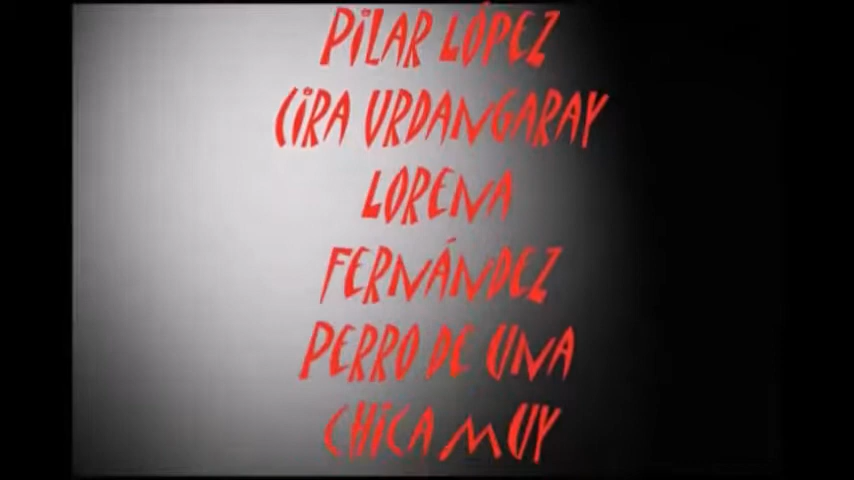 PILAR LÓPEZ
CIRA URDANGARAY
LORENA
FERNÁNDEZ
PERRO DE UNA
CHICA MUY